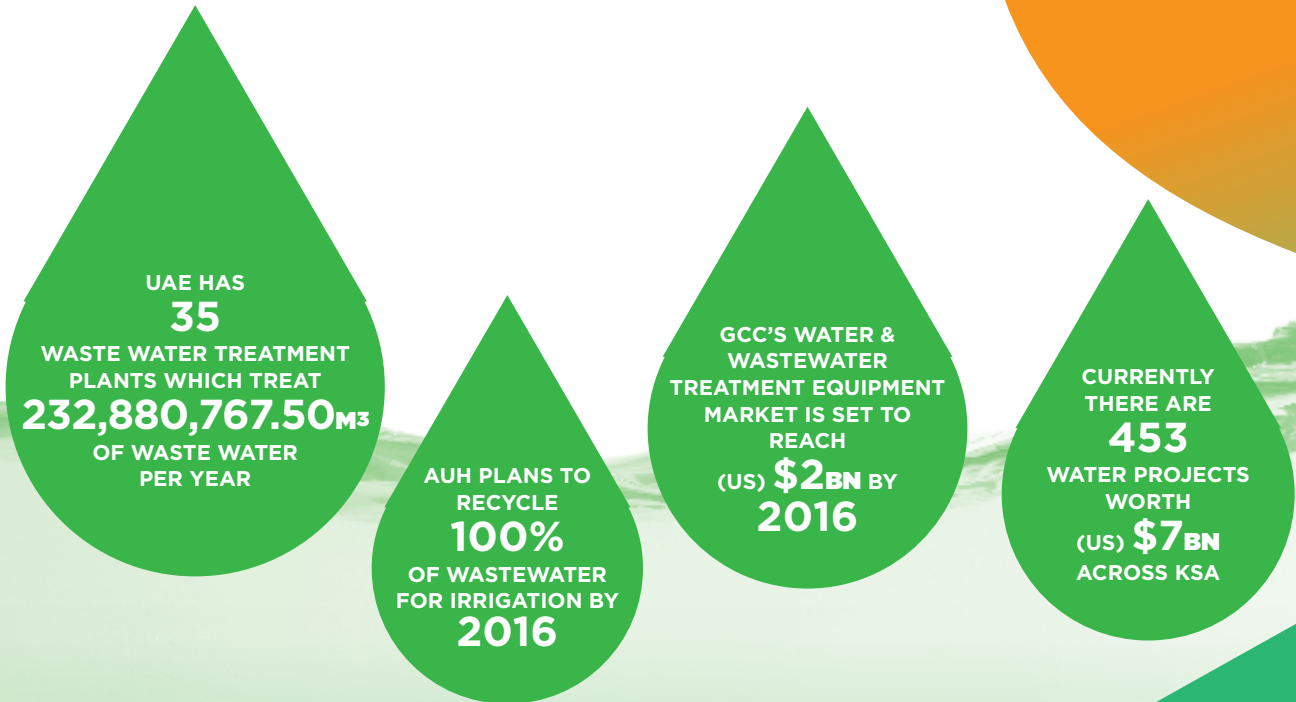 UAE HAS
35
WASTE WATER TREATMENT
PLANTS WHICH TREAT
232,880,767.50M3
OF WASTE WATER
PER YEAR
AUH PLANS TO
RECYCLE
100%
OF WASTEWATER
FOR IRRIGATION BY
2016
GCC'S WATER &
WASTEWATER
TREATMENT EQUIPMENT
MARKET IS SET TO
REACH
(US) $2BN BY
2016
CURRENTLY
THERE ARE
453
WATER PROJECTS
WORTH
(US) $7BN
ACROSS KSA